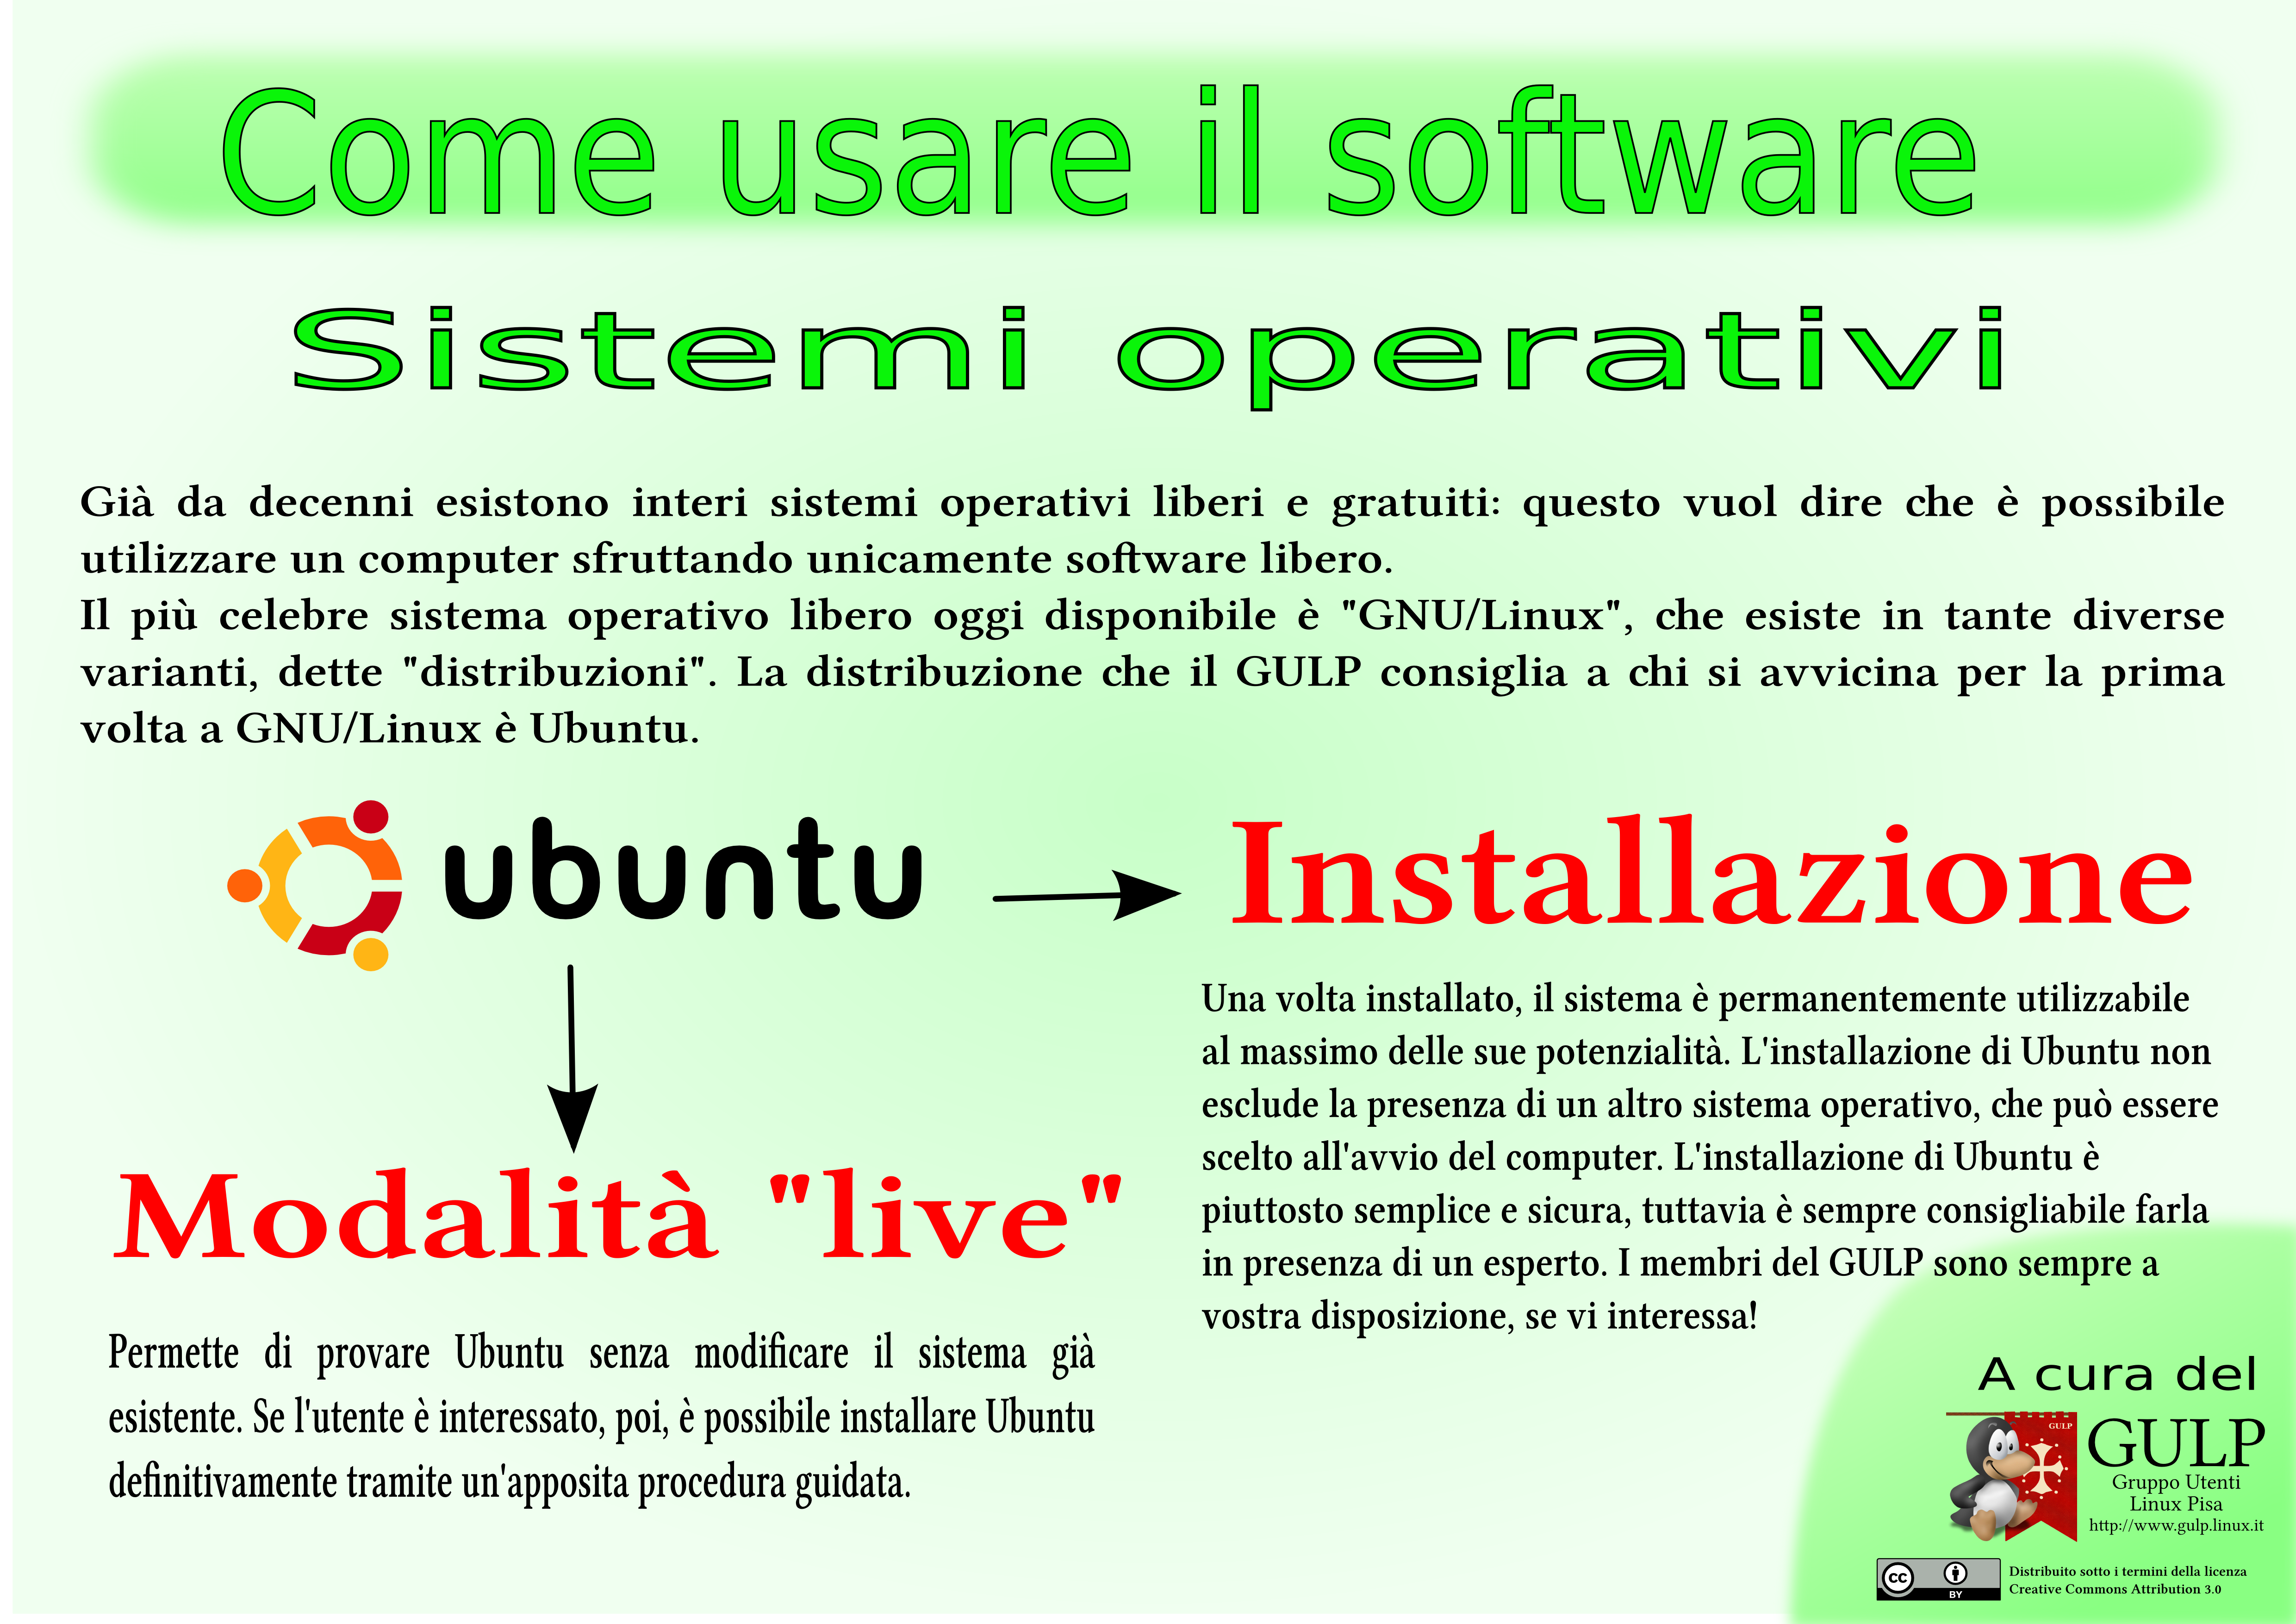 Come usare il software
Sistemi operativi
Già da decenni esistono interi sistemi operativi liberi e gratuiti: questo vuol dire che è possibile
utilizzare un computer sfruttando unicamente software libero.
Il più celebre sistema operativo libero oggi disponibile è "GNU/Linux", che esiste in tante diverse
varianti, dette "distribuzioni". La distribuzione che il GULP consiglia a chi si avvicina per la prima
volta a GNU/Linux è Ubuntu.
ubuntu
Installazione
Una volta installato, il sistema è permanentemente utilizzabile
al massimo delle sue potenzialità. L'installazione di Ubuntu non
esclude la presenza di un altro sistema operativo, che può essere
scelto all'avvio del computer. L'installazione di Ubuntu è
piuttosto semplice e sicura, tuttavia è sempre consigliabile farla
in presenza di un esperto. I membri del GULP sono sempre a
vostra disposizione, se vi interessa!
Modalità "live"
Permette di provare Ubuntu senza modificare il sistema già
esistente. Se l'utente è interessato, poi, è possibile installare Ubuntu
definitivamente tramite un'apposita procedura guidata.
A cura del
GULP
GULP
Gruppo Utenti
Linux Pisa
http://www.gulp.linux.it
cc
BY
Distribuito sotto i termini della licenza
Creative Commons Attribution 3.0